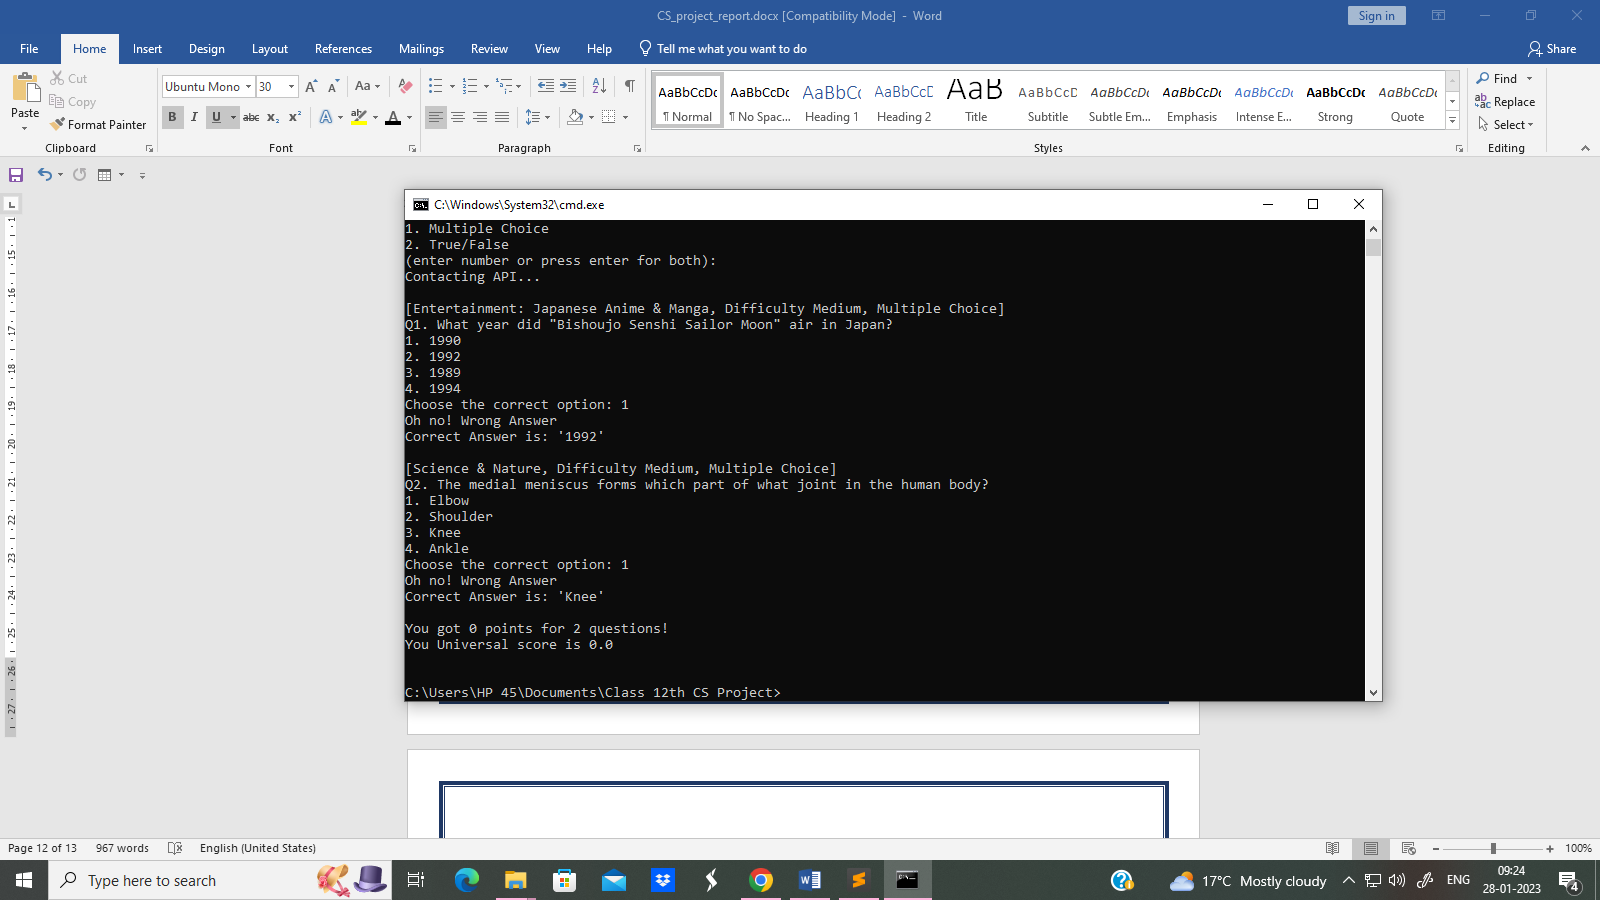 CS_project_report.docx [Compatibility Mode] - Word
Sign in
File Home Insert Design Layout References Mailings Review View Help Tell me what you want to do Share
Paste
Cut
Copy
Format Painter
Clipboard
Ubuntu Mono 30
Font
Paragraph
AaBbCcDc AaBbCcDc AaBbCc AaBbCcD AaB AaBbCcD AaBbCcDc AaBbCcDc AaBbCcDc AaBbCcDc AaBbCcDc
¶ Normal ¶ No Spac... Heading 1 Heading 2 Title Subtitle Subtle Em... Emphasis Intense E... Strong Quote
Styles
Find
Replace
Select
Editing
C:\Windows\System32\cmd.exe
1. Multiple Choice
2. True/False
(enter number or press enter for both):
Contacting API...
[Entertainment: Japanese Anime & Manga, Difficulty Medium, Multiple Choice]
Q1. What year did "Bishoujo Senshi Sailor Moon" air in Japan?
1. 1990
2. 1992
3. 1989
4. 1994
Choose the correct option: 1
Oh no! Wrong Answer
Correct Answer is: '1992'
[Science & Nature, Difficulty Medium, Multiple Choice]
Q2. The medial meniscus forms which part of what joint in the human body?
1. Elbow
2. Shoulder
3. Knee
4. Ankle
Choose the correct option: 1
Oh no! Wrong Answer
Correct Answer is: 'Knee'
You got 0 points for 2 questions!
You Universal score is 0.0
C:\Users\HP 45\Documents\Class 12th CS Project>
Page 12 of 13 967 words English (United States) 100%
Type here to search
17°C Mostly cloudy
ENG
09:24
28-01-2023
4